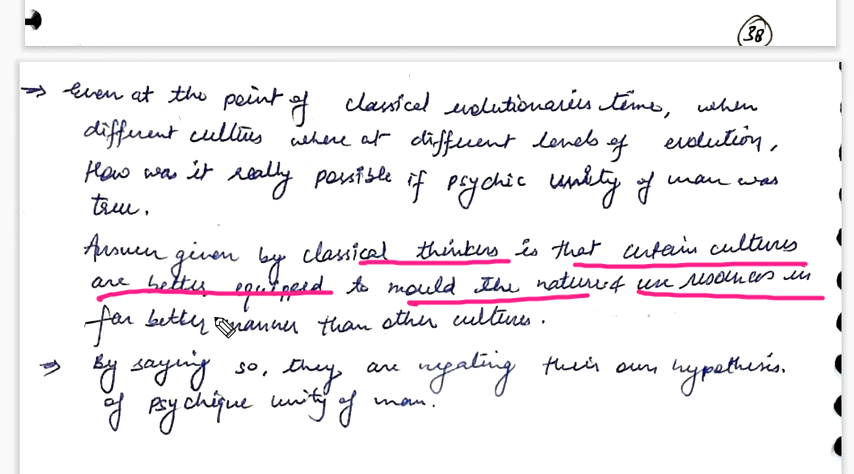 38
→ Even at the point of classical evolutionaries time, when
different cultures where at different levels of evolution,
How was it really possible if psychic unity of man was
true.
Answer given by classical thinkers is that certain cultures
are better equipped to mould the nature & use resources in
far better manner than other cultures.
→ By saying so, they are negating their own hypothesis.
of psychique unity of man.